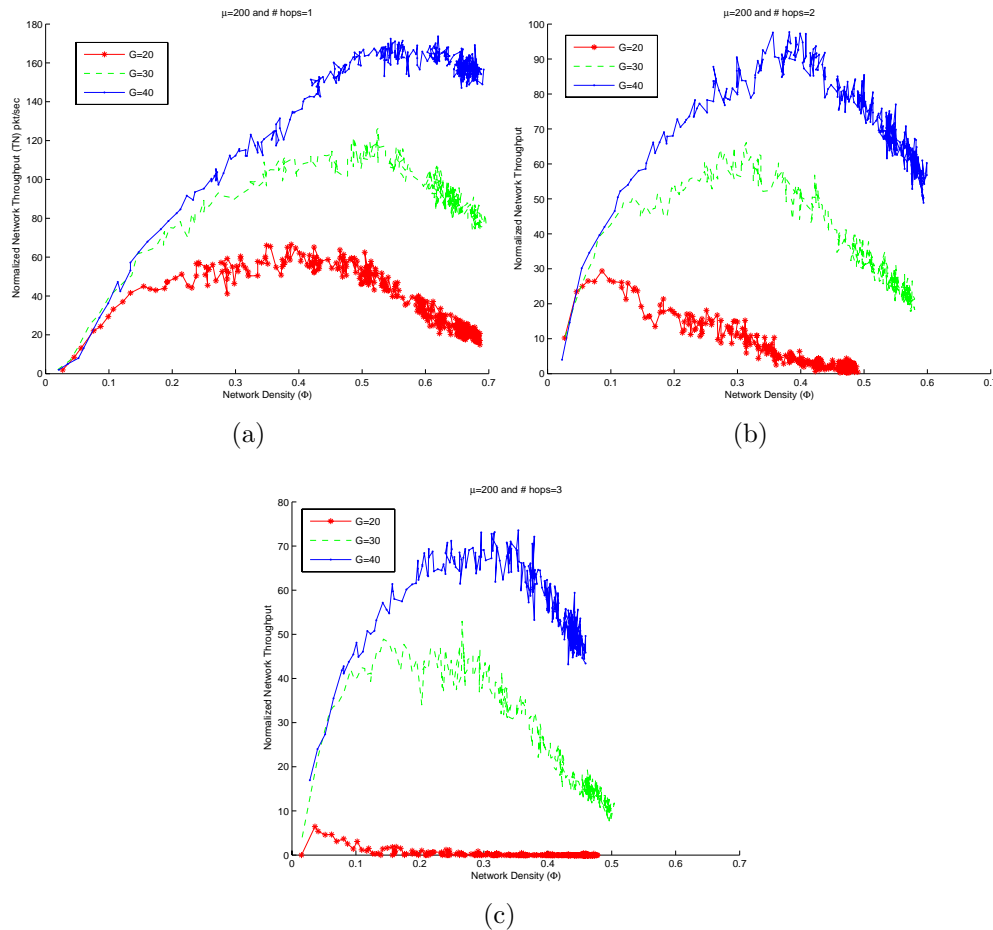 μ=200 and # hops=1
Normalized Network Throughput (TN) pkt/sec
180
160
140
120
100
80
60
40
20
0
G=20
G=30
G=40
0 0.1 0.2 0.3 0.4 0.5 0.6 0.7
Network Density (Φ)
(a)
μ=200 and # hops=2
Normalized Network Throughput
100
90
80
70
60
50
40
30
20
10
0
G=20
G=30
G=40
0 0.1 0.2 0.3 0.4 0.5 0.6 0.7
Network Density (Φ)
(b)
μ=200 and # hops=3
Normalized Network Throughput
80
70
60
50
40
30
20
10
0
G=20
G=30
G=40
0 0.1 0.2 0.3 0.4 0.5 0.6 0.7
Network Density (Φ)
(c)